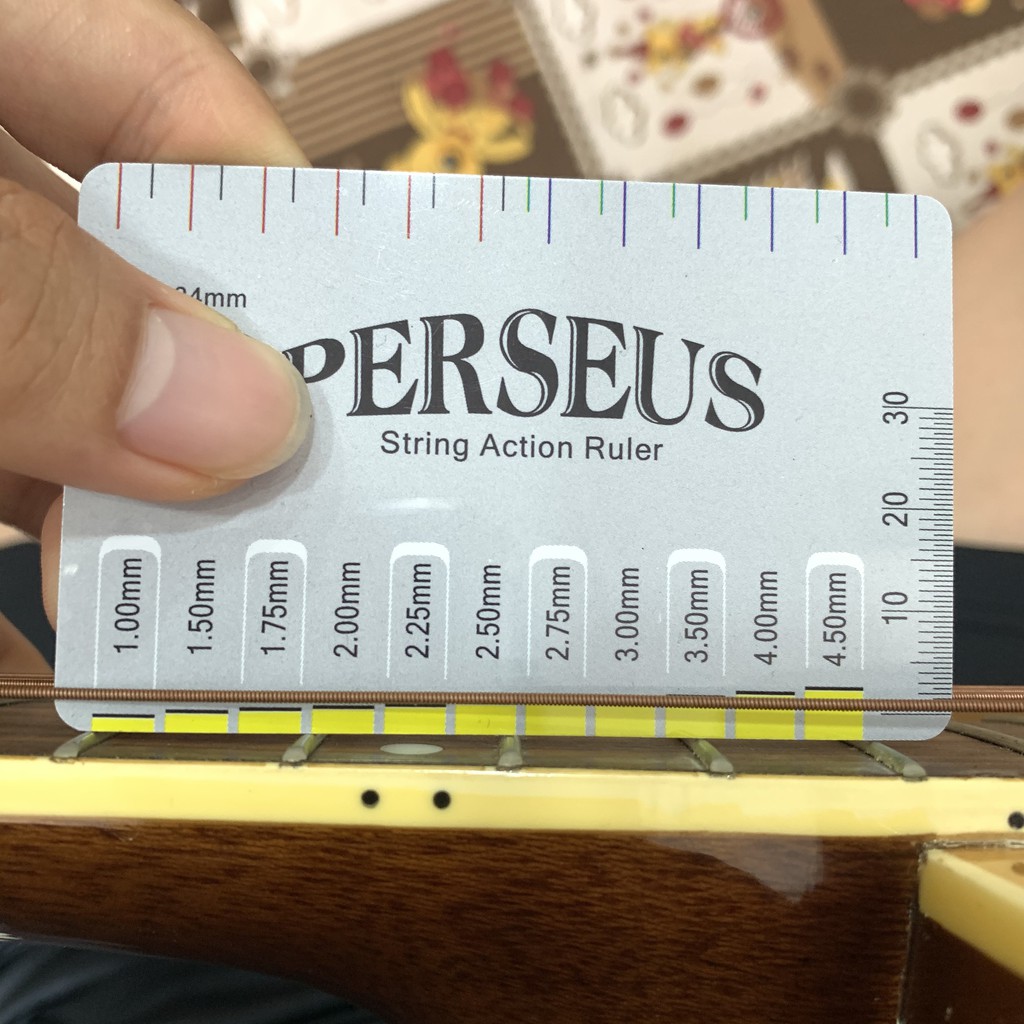 34mm
PERSEUS
String Action Ruler
30
20
10
1.00mm
1.50mm
1.75mm
2.00mm
2.25mm
2.50mm
2.75mm
3.00mm
3.50mm
4.00mm
4.50mm